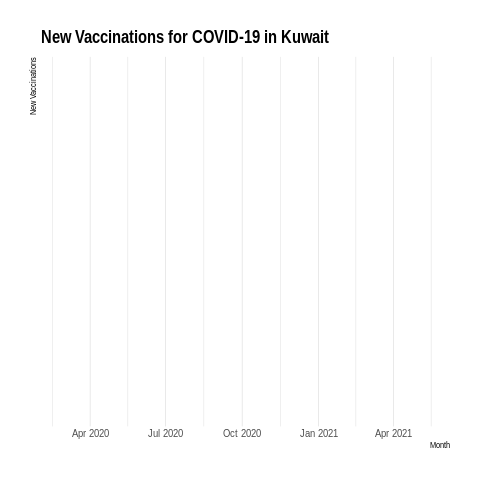 New Vaccinations for COVID-19 in Kuwait
New Vaccinations
Apr 2020 Jul 2020 Oct 2020 Jan 2021 Apr 2021
Month